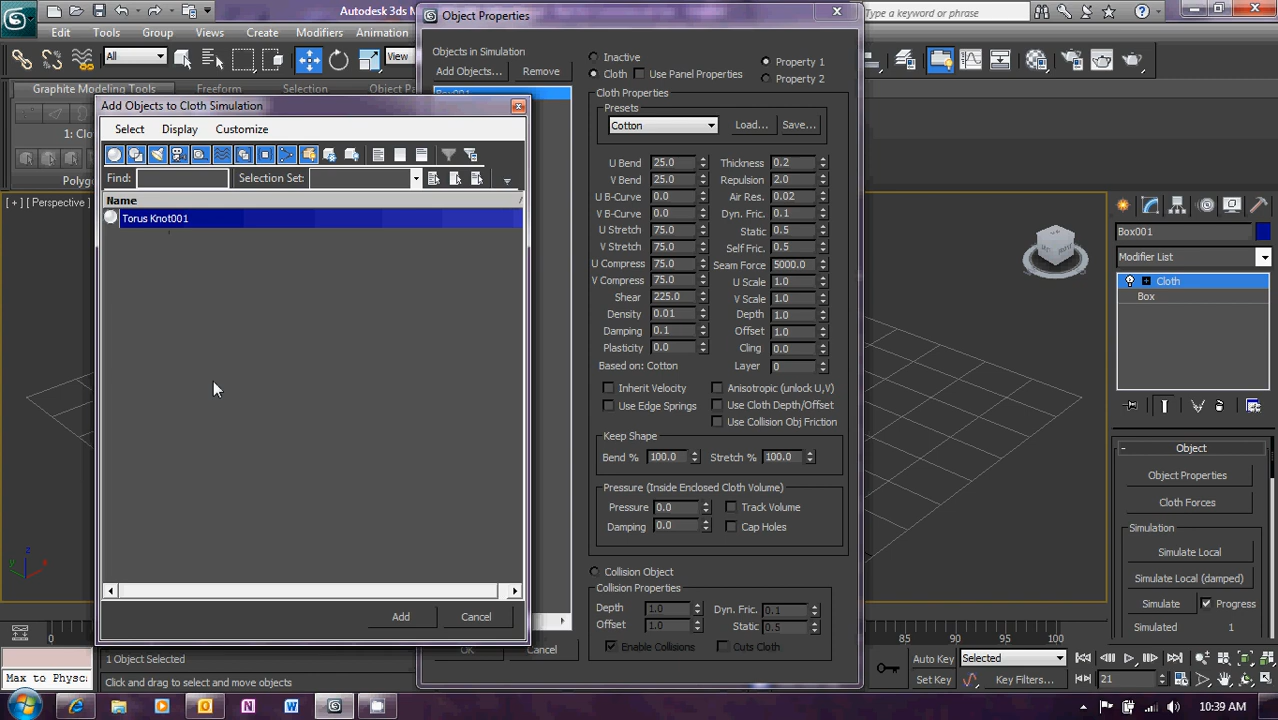 Autodesk 3ds Ma
Type a keyword or phrase
Edit Tools Group Views Create Modifiers Animation
All
View
Graphite Modeling Tools Freeform Selection Object Pa
1: Clo
Polyg
[ + ] [ Perspective ]
Add Objects to Cloth Simulation
Select Display Customize
Find: Selection Set:
Name
Torus Knot001
Add Cancel
Object Properties
Objects in Simulation
Add Objects... Remove
Box001
OK Cancel
Inactive
Cloth Use Panel Properties
Property 1
Property 2
Cloth Properties
Presets
Cotton Load... Save...
U Bend 25.0 Thickness 0.2
V Bend 25.0 Repulsion 2.0
U B-Curve 0.0 Air Res. 0.02
V B-Curve 0.0 Dyn. Fric. 0.1
U Stretch 75.0 Static 0.5
V Stretch 75.0 Self Fric. 0.5
U Compress 75.0 Seam Force 5000.0
V Compress 75.0 U Scale 1.0
Shear 225.0 V Scale 1.0
Density 0.01 Depth 1.0
Damping 0.1 Offset 1.0
Plasticity 0.0 Cling 0.0
Based on: Cotton Layer 0
Inherit Velocity Anisotropic (unlock U,V)
Use Edge Springs Use Cloth Depth/Offset
Use Collision Obj Friction
Keep Shape
Bend % 100.0 Stretch % 100.0
Pressure (Inside Enclosed Cloth Volume)
Pressure 0.0 Track Volume
Damping 0.0 Cap Holes
Collision Object
Collision Properties
Depth 1.0 Dyn. Fric. 0.1
Offset 1.0 Static 0.5
Enable Collisions Cuts Cloth
Box001
Modifier List
Cloth
Box
Object
Object Properties
Cloth Forces
Simulation
Simulate Local
Simulate Local (damped)
Simulate Progress
Simulated 1
0 85 90 95 100
1 Object Selected
Max to Physc
Click and drag to select and move objects
Auto Key Selected
Set Key Key Filters... 21
10:39 AM